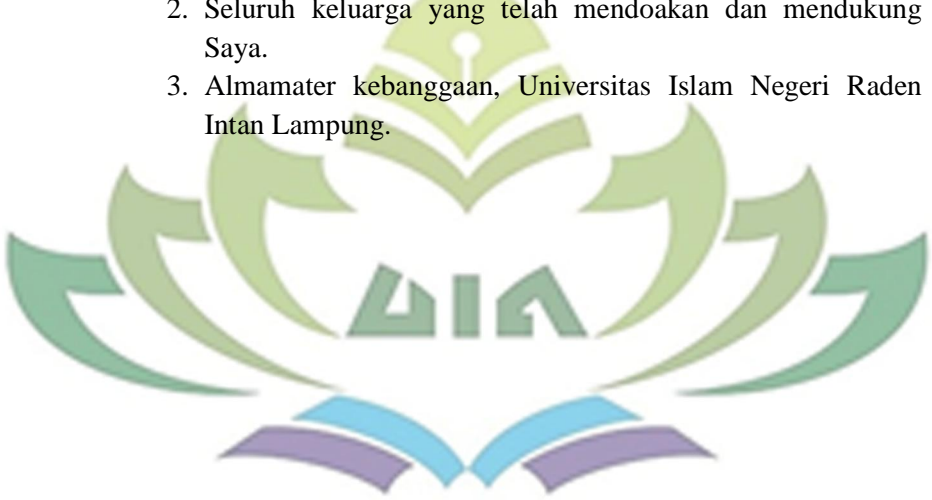 2. Seluruh keluarga yang telah mendoakan dan mendukung
Saya.
3. Almamater kebanggaan, Universitas Islam Negeri Raden
Intan Lampung.